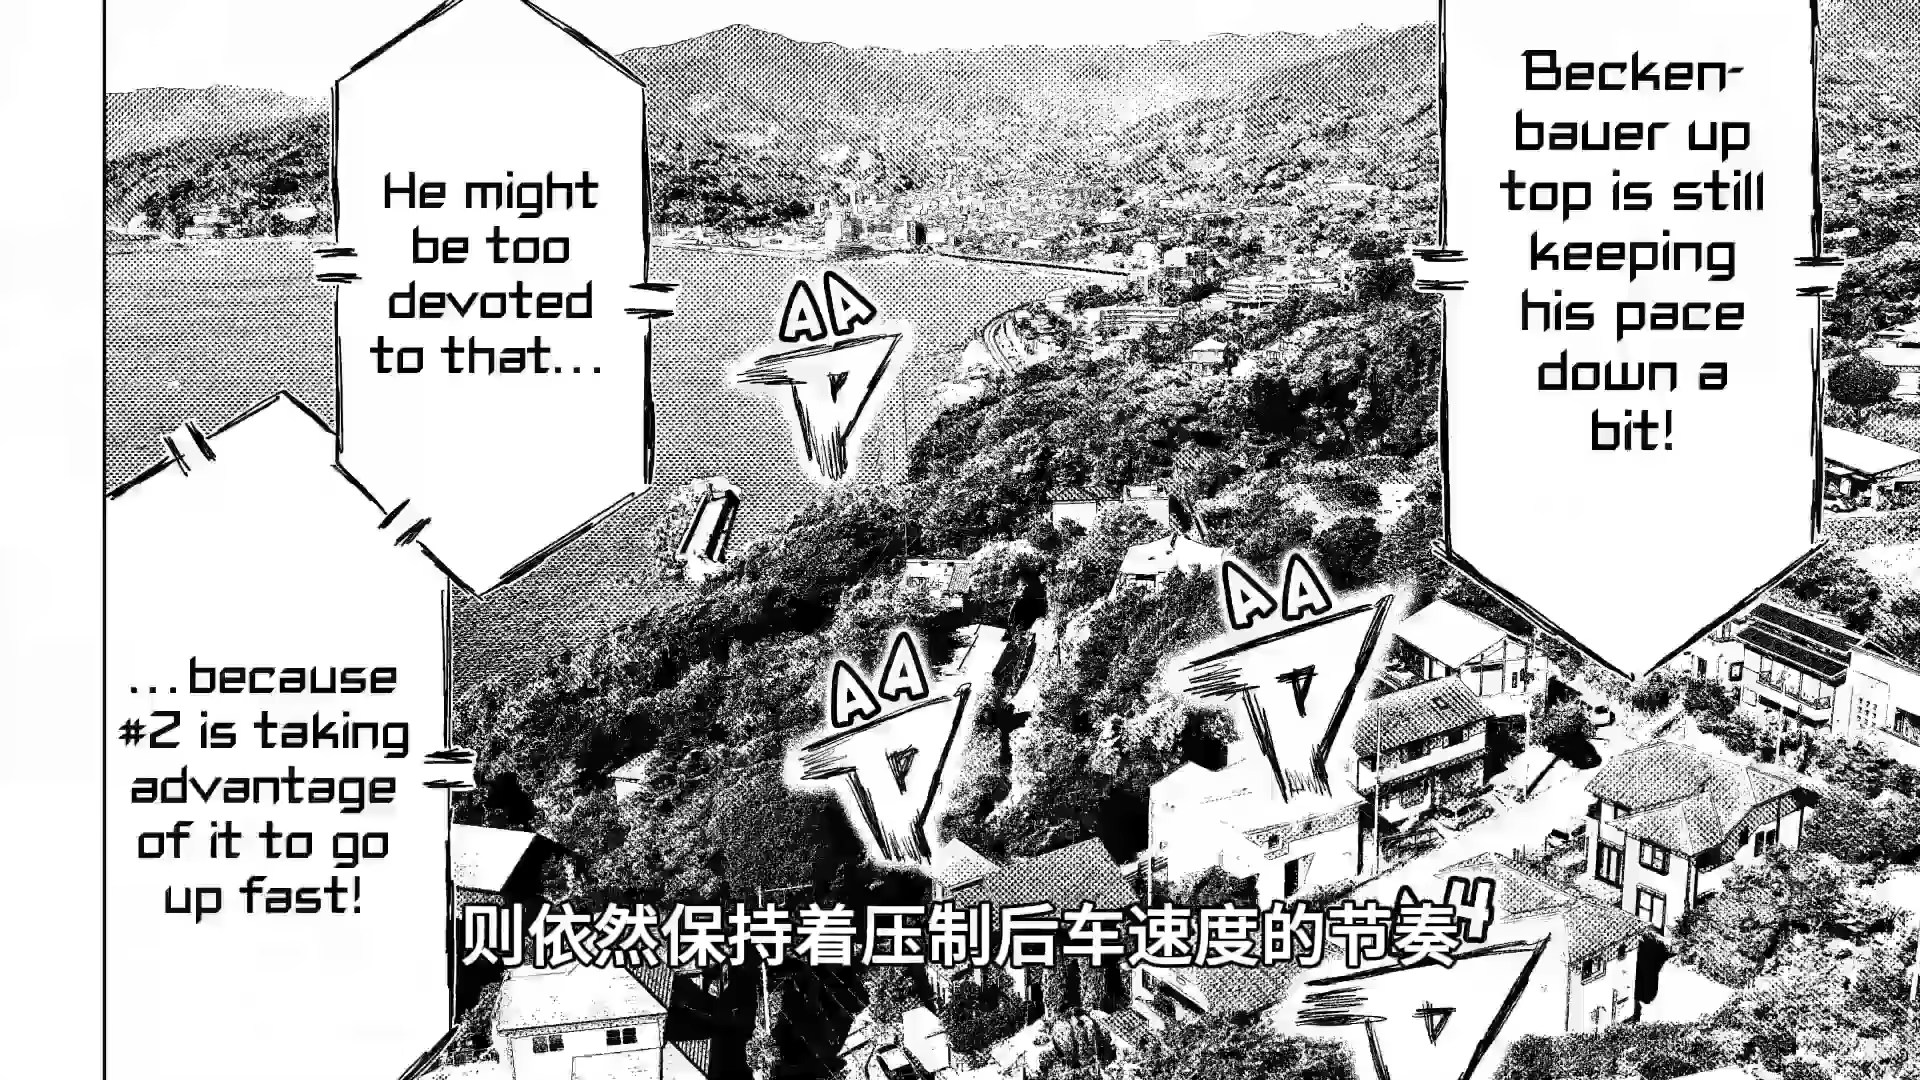 Becken-
bauer up
top is still
keeping
his pace
down a
bit!
He might
be too
devoted
to that...
...because
#2 is taking
advantage
of it to go
up fast!
AA
AA
AA
则依然保持着压制后车速度的节奏